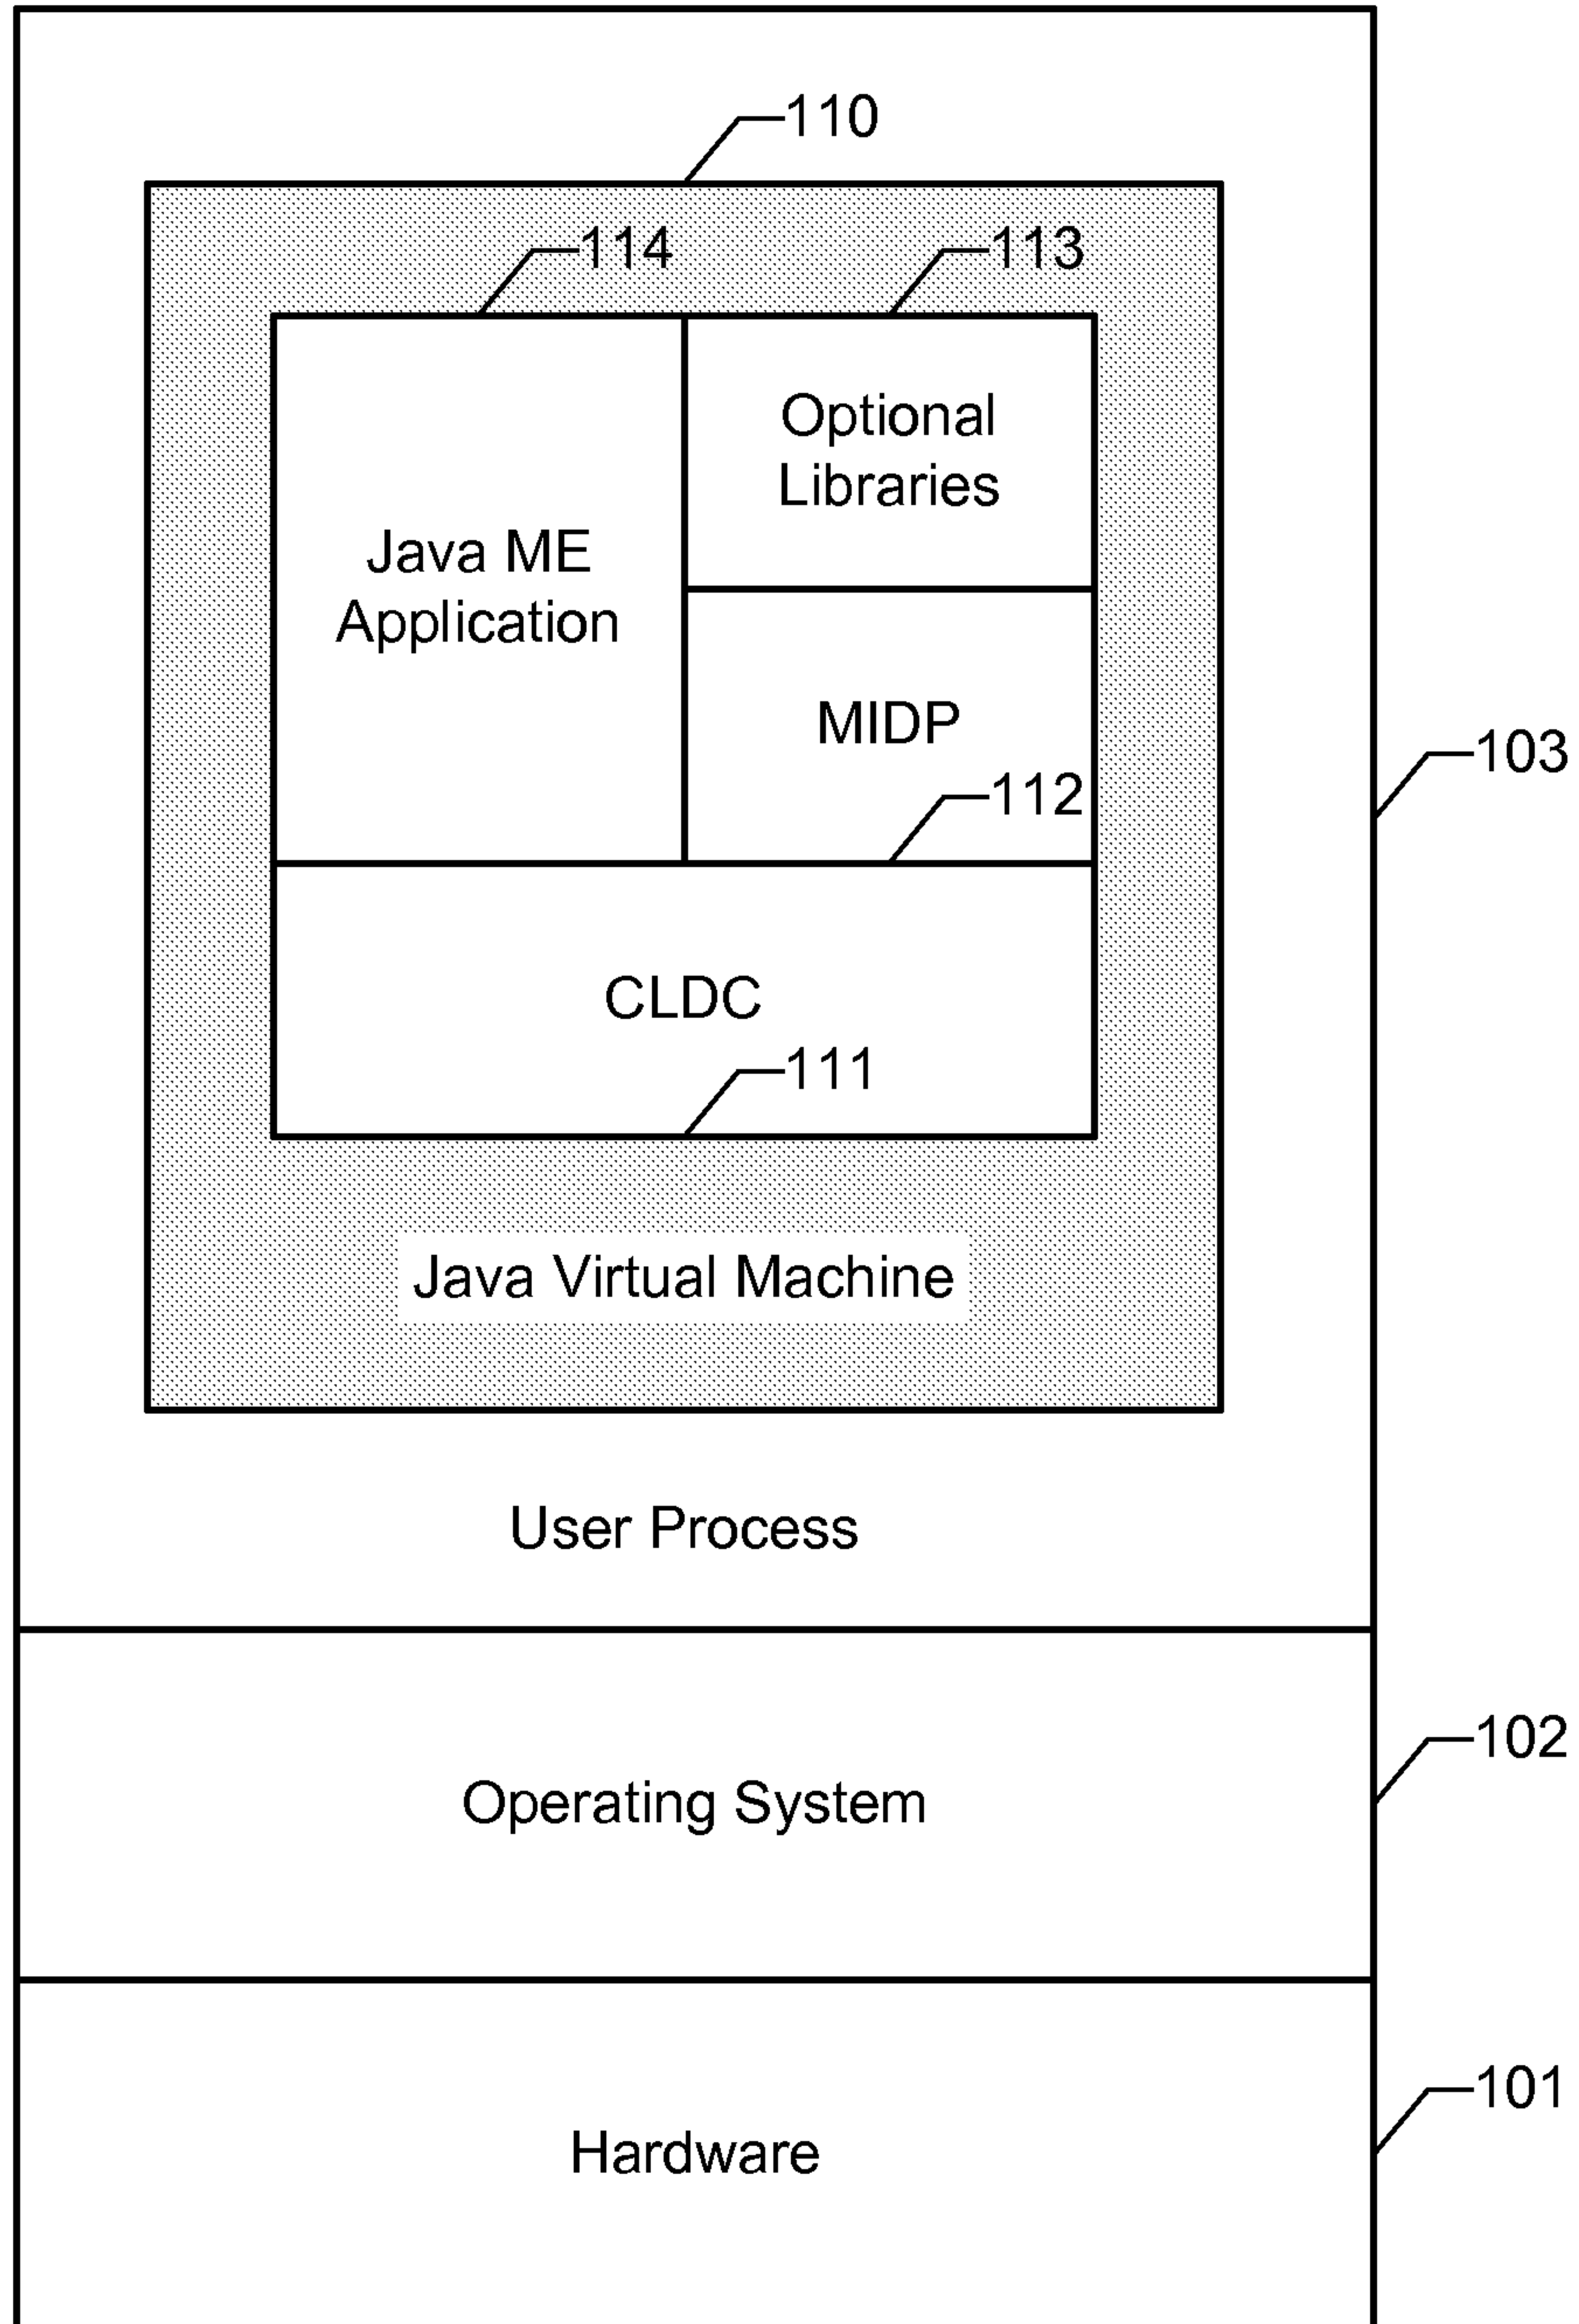 110
114
113
Optional
Libraries
Java ME
Application
MIDP
103
112
CLDC
111
Java Virtual Machine
User Process
102
Operating System
101
Hardware